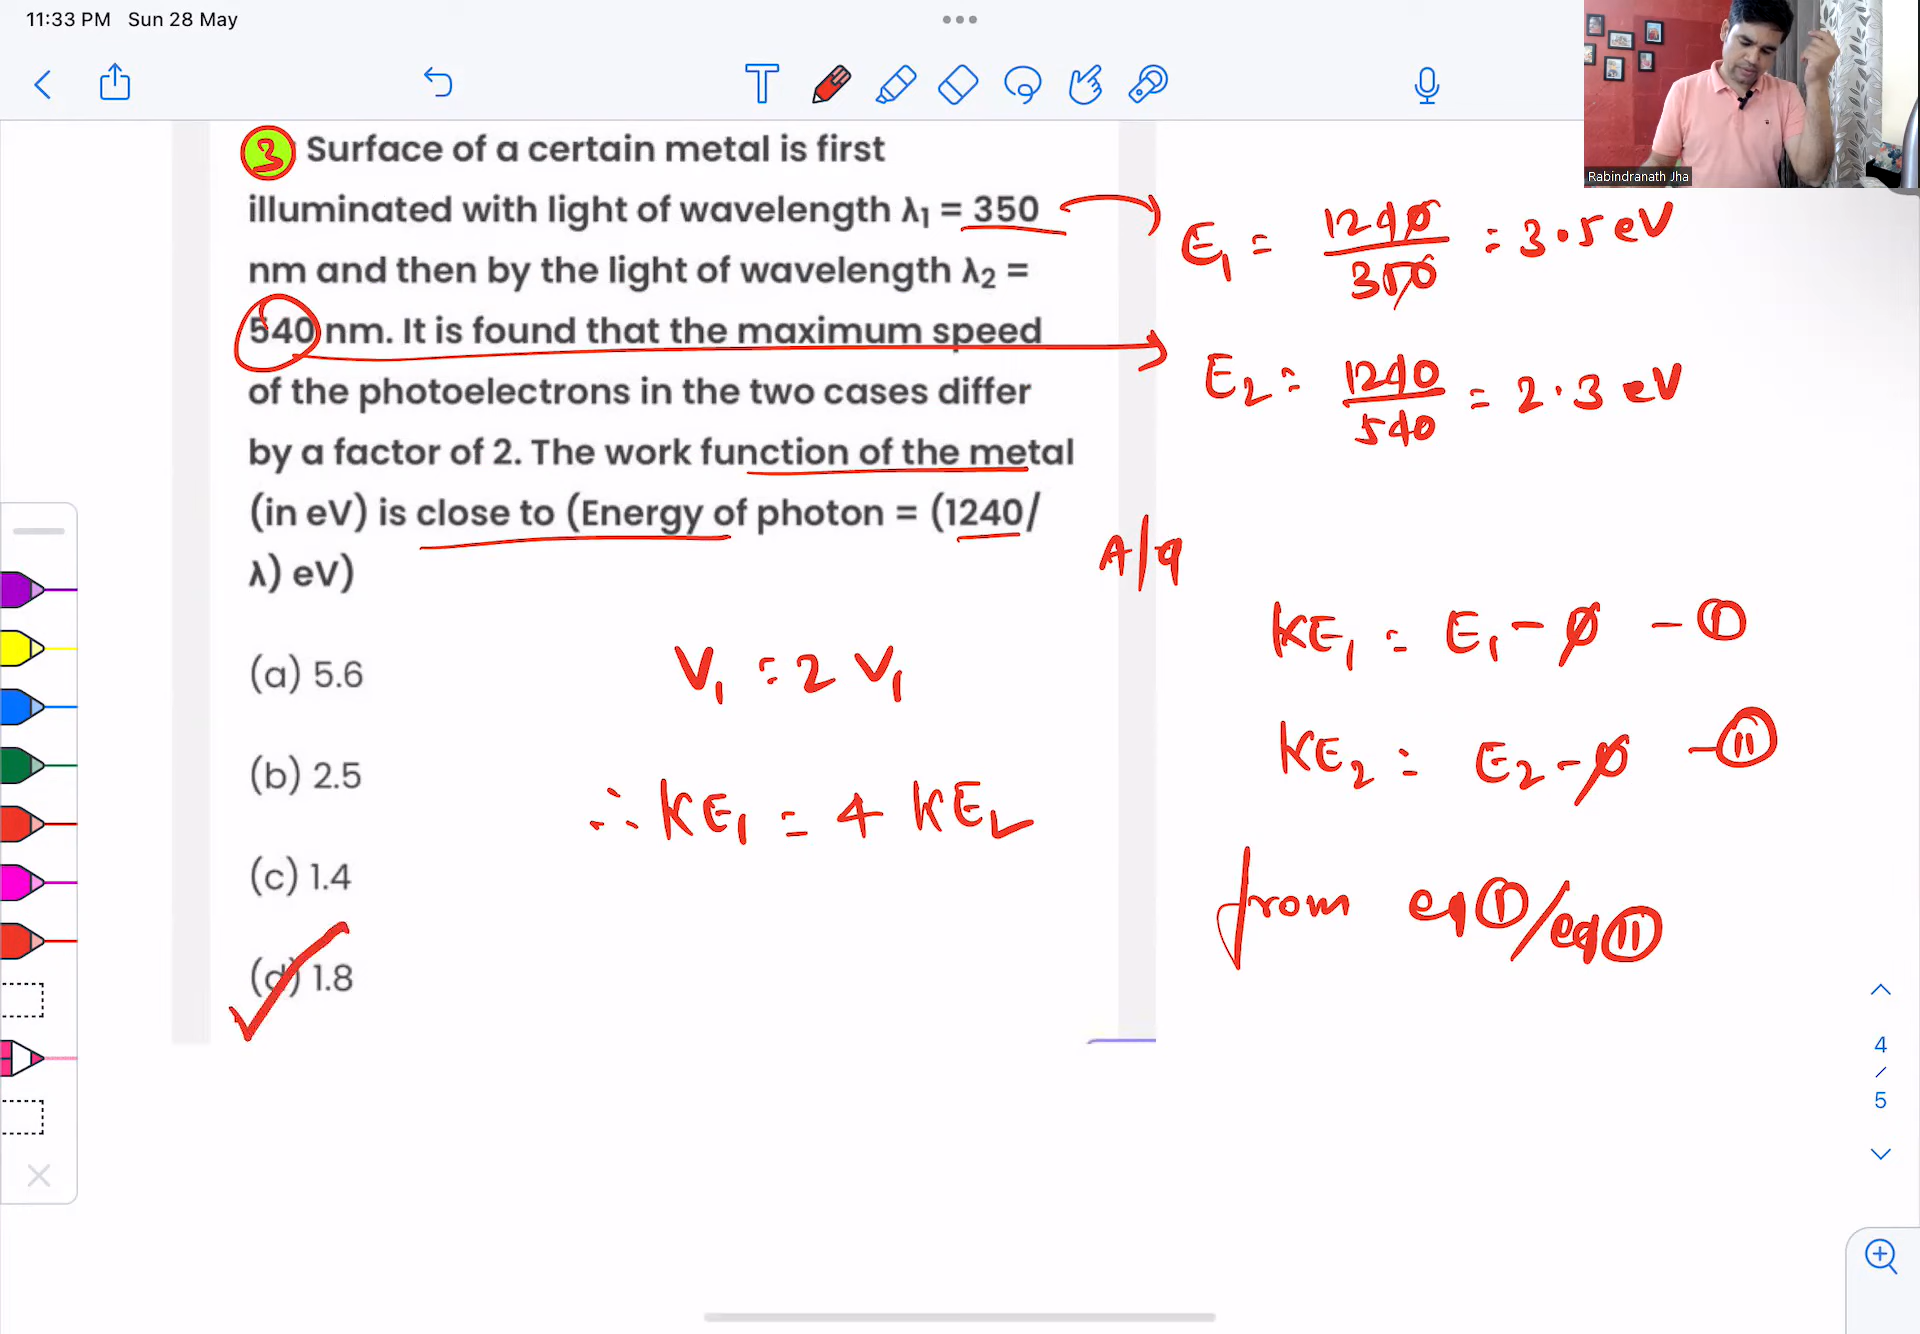 11:33 PM Sun 28 May
Rabindranath Jha
3 Surface of a certain metal is first
illuminated with light of wavelength λ₁ = 350
nm and then by the light of wavelength λ₂ =
540 nm. It is found that the maximum speed
of the photoelectrons in the two cases differ
by a factor of 2. The work function of the metal
(in eV) is close to (Energy of photon = (1240/
λ) eV)
(a) 5.6
(b) 2.5
(c) 1.4
(d) 1.8
V₁ = 2 V₁
∴ KE₁ = 4 KE₂
E₁ = 1240/350 = 3.5 eV
E₂ = 1240/540 = 2.3 eV
A/q
KE₁ = E₁ - ϕ - I
KE₂ = E₂ - ϕ - II
from eq I / eq II
4
/
5